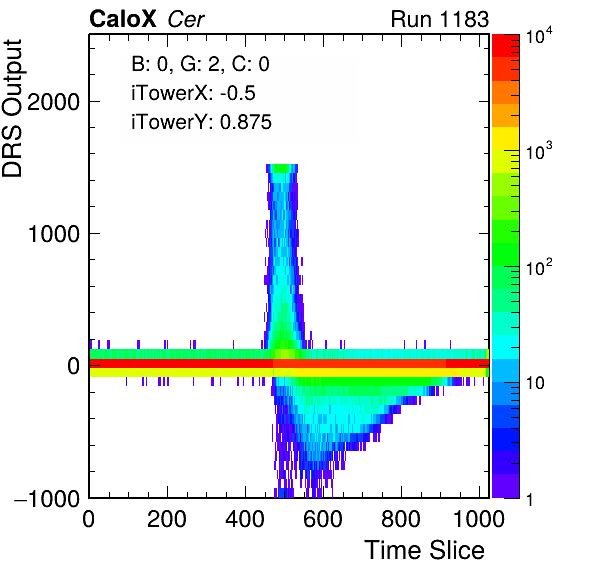 CaloX Cer Run 1183
B: 0, G: 2, C: 0
iTowerX: -0.5
iTowerY: 0.875
DRS Output
2000
1000
0
−1000
0 200 400 600 800 1000
Time Slice
10^4
10^3
10^2
10
1